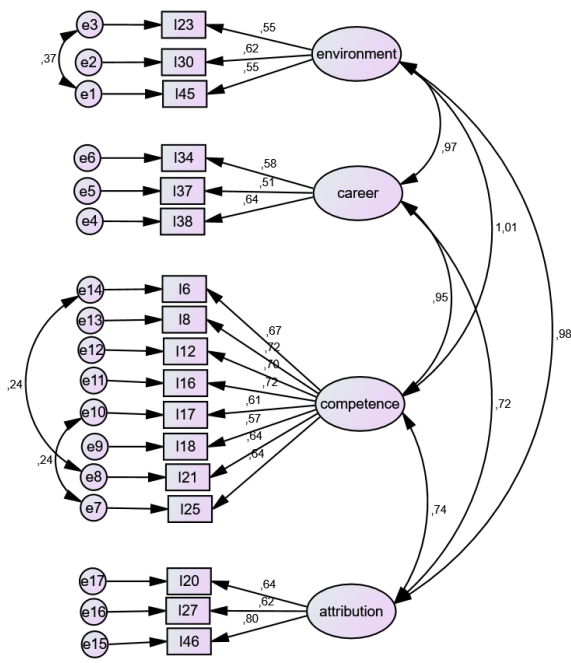 e3 I23 ,55 environment
,37 e2 I30 ,62
e1 I45 ,55
,97
e6 I34 ,58
e5 I37 ,51 career
e4 I38 ,64
1,01
,95
e14 I6 ,67
e13 I8 ,72
e12 I12 ,70
e11 I16 ,72
,24 e10 I17 ,61 competence
e9 I18 ,57
,24 e8 I21 ,64
e7 I25 ,64
,98
,72
,74
e17 I20 ,64
e16 I27 ,62 attribution
e15 I46 ,80